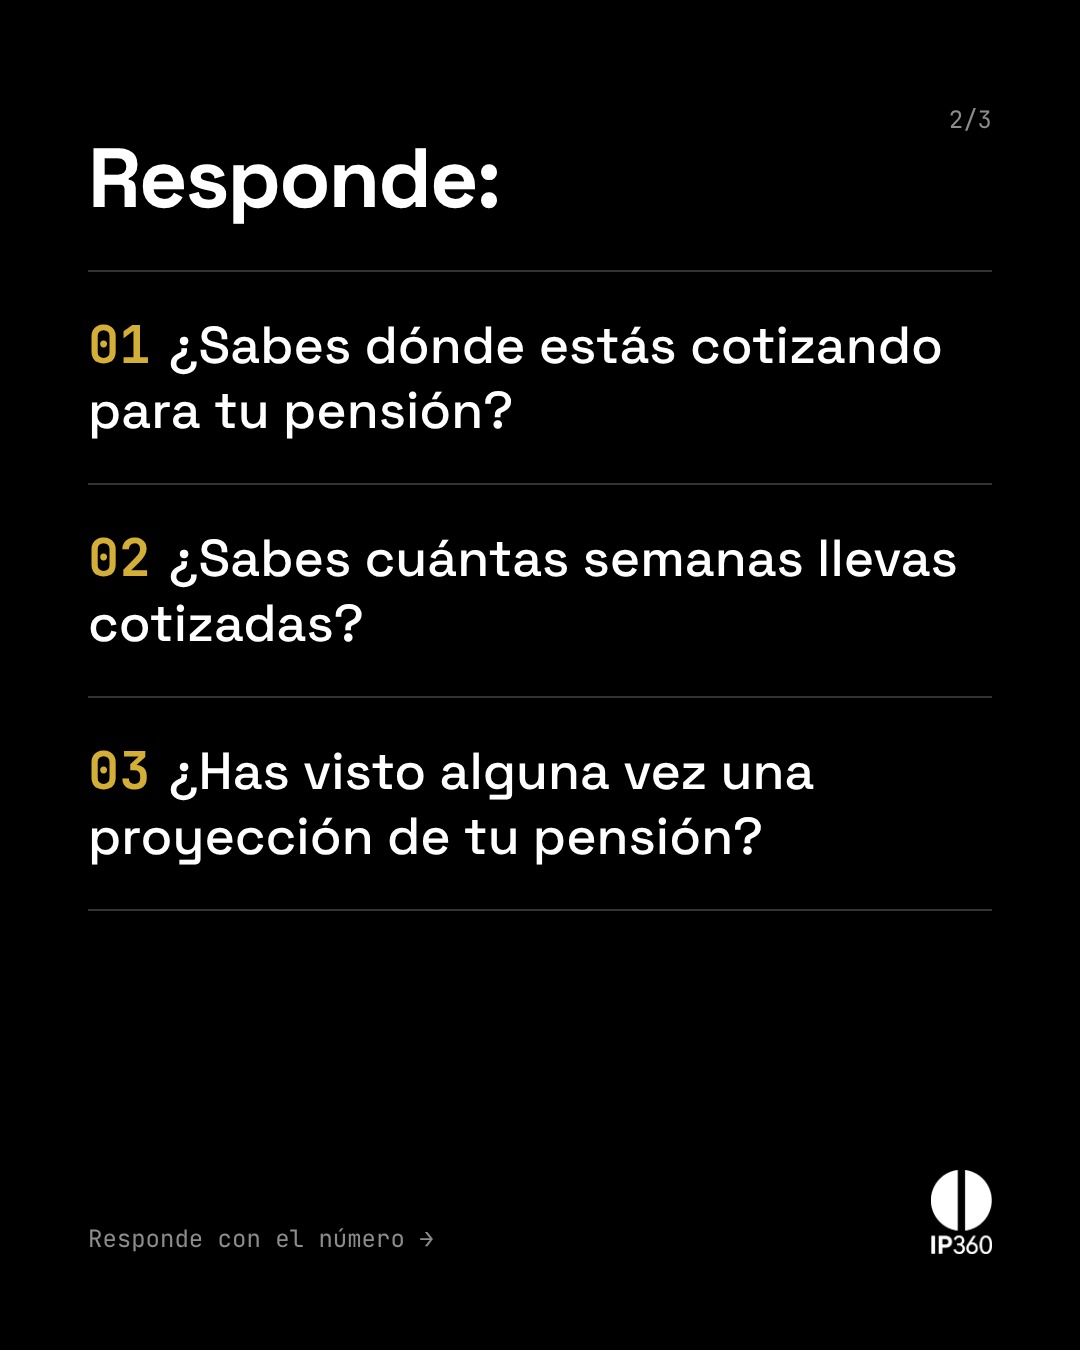 2/3
Responde:
01 ¿Sabes dónde estás cotizando
para tu pensión?
02 ¿Sabes cuántas semanas llevas
cotizadas?
03 ¿Has visto alguna vez una
proyección de tu pensión?
Responde con el número →
IP360